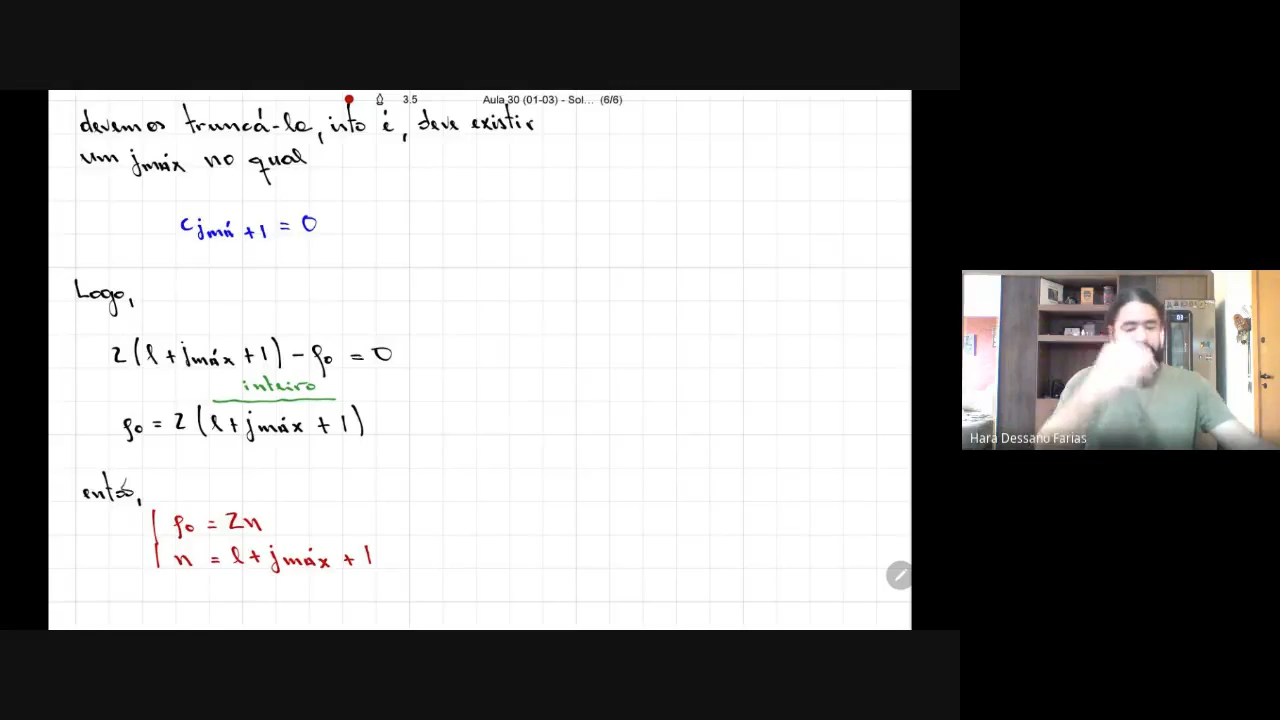 3.5 Aula 30 (01-03) - Sol... (6/6)
devemos truncá-la, isto é, deve existir
um jmáx no qual
c jmá +1 = 0
Logo,
2(l + jmáx + 1) - ρ0 = 0
inteiro
ρ0 = 2(l + jmáx + 1)
então,
ρ0 = 2n
n = l + jmáx + 1
Hara Dessano Farias